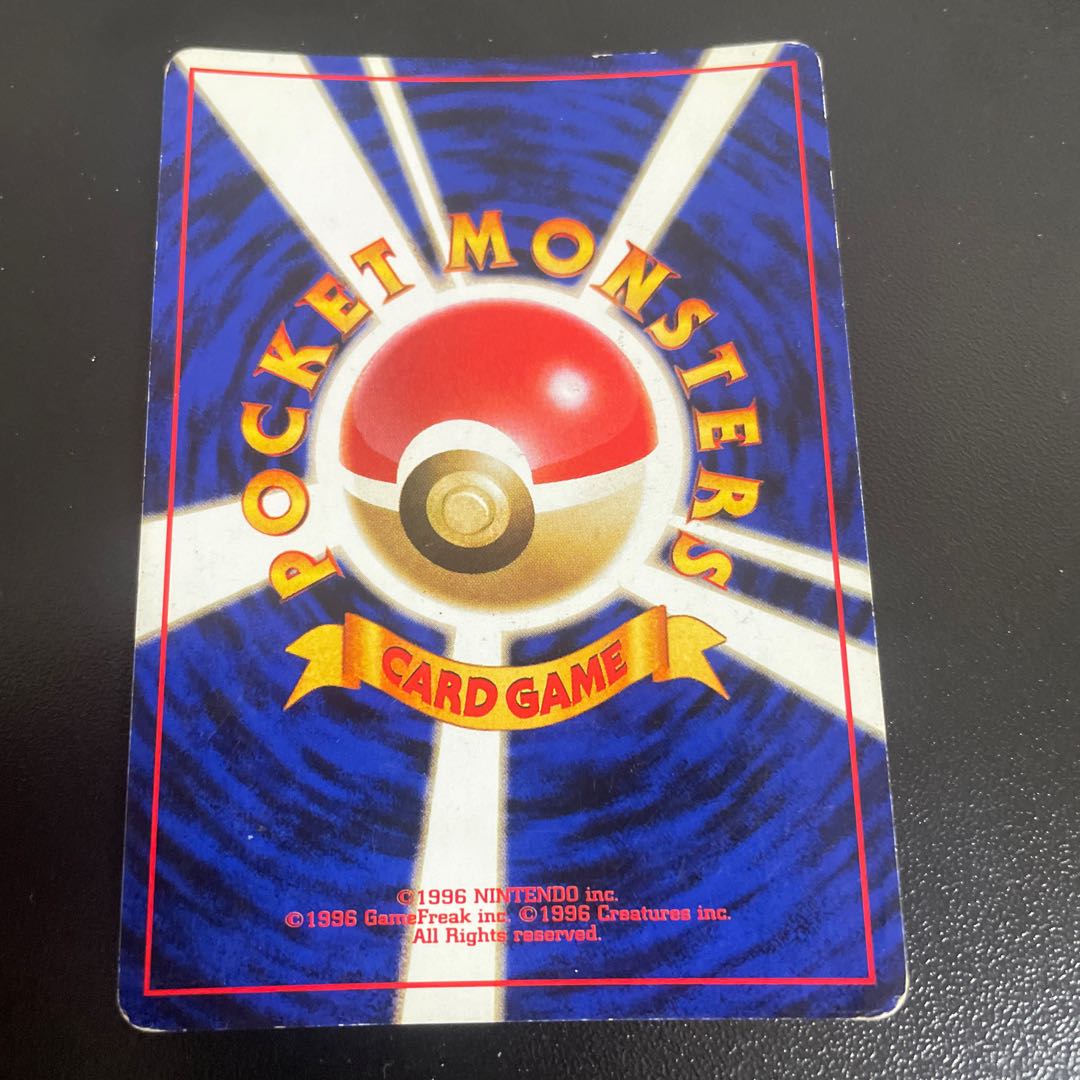 POCKET MONSTERS
CARD GAME
©1996 NINTENDO inc.
©1996 GameFreak inc. ©1996 Creatures inc.
All Rights reserved.